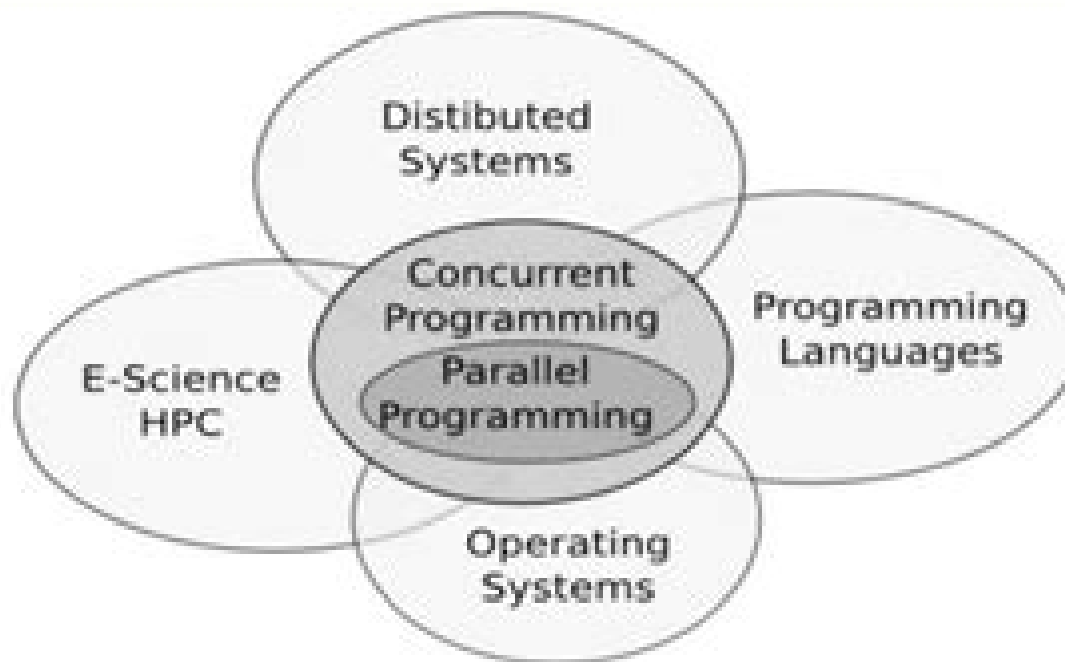 Distibuted
Systems
Concurrent
Programming
Programming
Languages
Parallel
Programming
E-Science
HPC
Operating
Systems